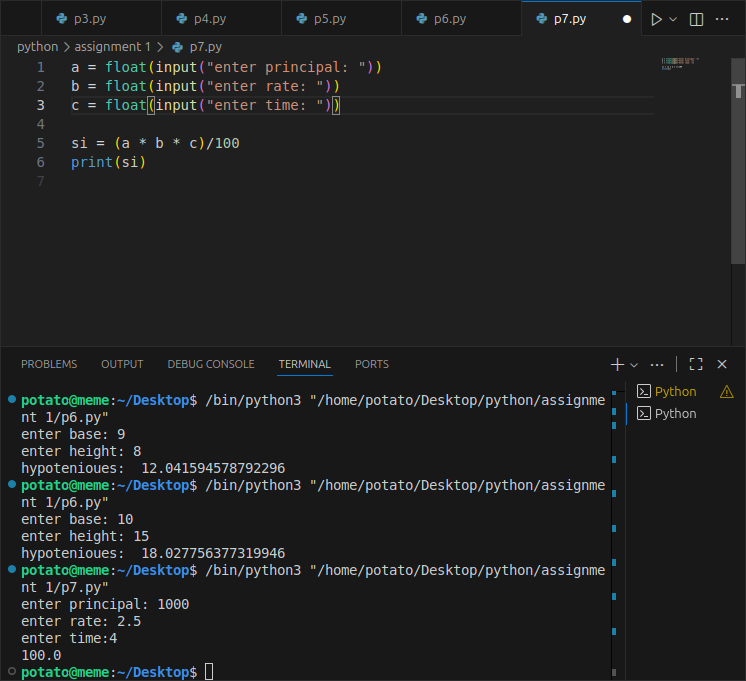 p3.py p4.py p5.py p6.py p7.py
python > assignment 1 > p7.py
1 a = float(input("enter principal: "))
2 b = float(input("enter rate: "))
3 c = float(input("enter time: "))
4
5 si = (a * b * c)/100
6 print(si)
7
PROBLEMS OUTPUT DEBUG CONSOLE TERMINAL PORTS
potato@meme:~/Desktop$ /bin/python3 "/home/potato/Desktop/python/assignme
nt 1/p6.py"
enter base: 9
enter height: 8
hypotenioues:  12.041594578792296
potato@meme:~/Desktop$ /bin/python3 "/home/potato/Desktop/python/assignme
nt 1/p6.py"
enter base: 10
enter height: 15
hypotenioues:  18.027756377319946
potato@meme:~/Desktop$ /bin/python3 "/home/potato/Desktop/python/assignme
nt 1/p7.py"
enter principal: 1000
enter rate: 2.5
enter time:4
100.0
potato@meme:~/Desktop$
Python
Python